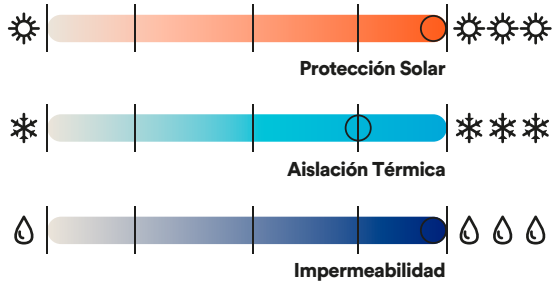 Protección Solar
Aislación Térmica
Impermeabilidad